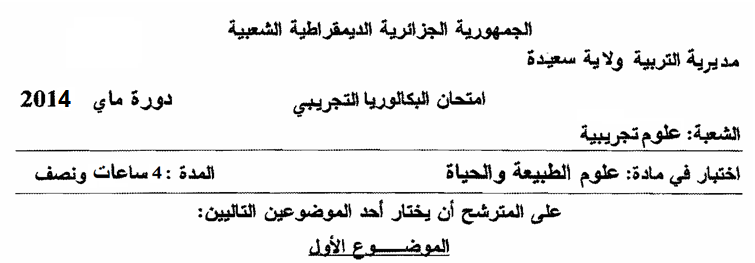 الجمهورية الجزائرية الديمقراطية الشعبية
مديرية التربية ولاية سعيدة
امتحان البكالوريا التجريبي دورة ماي 2014
الشعبة: علوم تجريبية
اختبار في مادة: علوم الطبيعة والحياة المدة : 4 ساعات ونصف
على المترشح أن يختار أحد الموضوعين التاليين:
الموضـــــوع الأول